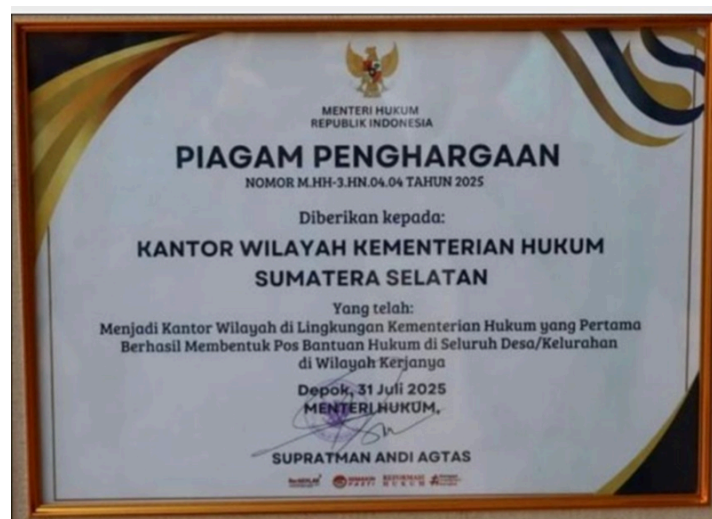 MENTERI HUKUM
REPUBLIK INDONESIA
PIAGAM PENGHARGAAN
NOMOR M.HH-3.HN.04.04 TAHUN 2025
Diberikan kepada:
KANTOR WILAYAH KEMENTERIAN HUKUM
SUMATERA SELATAN
Yang telah:
Menjadi Kantor Wilayah di Lingkungan Kementerian Hukum yang Pertama
Berhasil Membentuk Pos Bantuan Hukum di Seluruh Desa/Kelurahan
di Wilayah Kerjanya
Depok, 31 Juli 2025
MENTERI HUKUM,
SUPRATMAN ANDI AGTAS
REFORMASI
HUKUM